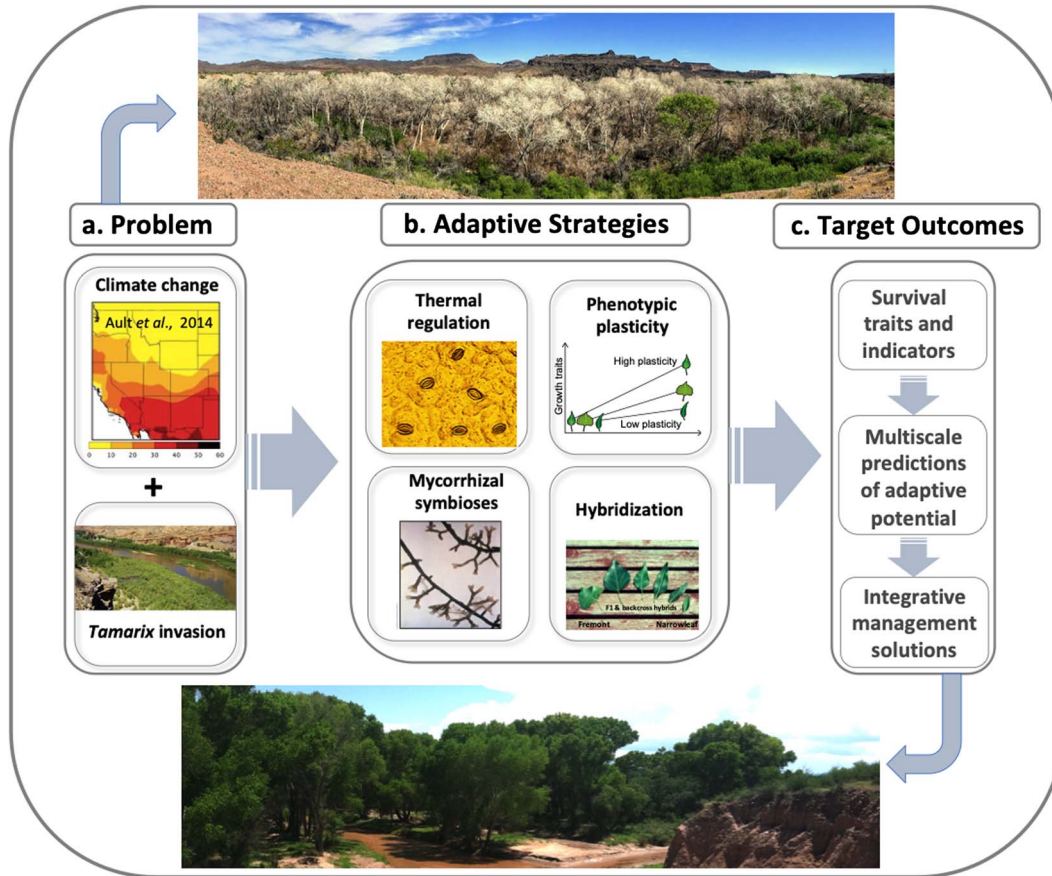 a. Problem
b. Adaptive Strategies
c. Target Outcomes
Climate change
Ault et al., 2014
0 10 20 30 40 50 60
+
Tamarix invasion
Thermal
regulation
Phenotypic
plasticity
Growth traits
High plasticity
Low plasticity
Mycorrhizal
symbioses
Hybridization
F1 & backcross hybrids
Fremont
Narrowleaf
Survival
traits and
indicators
Multiscale
predictions
of adaptive
potential
Integrative
management
solutions